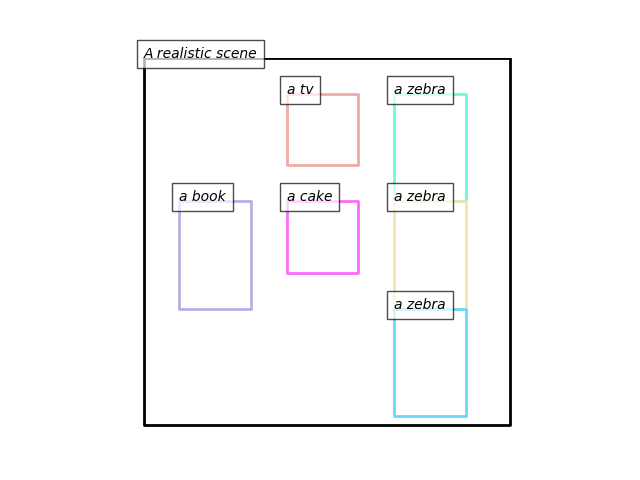 A realistic scene
a tv
a zebra
a book
a cake
a zebra
a zebra